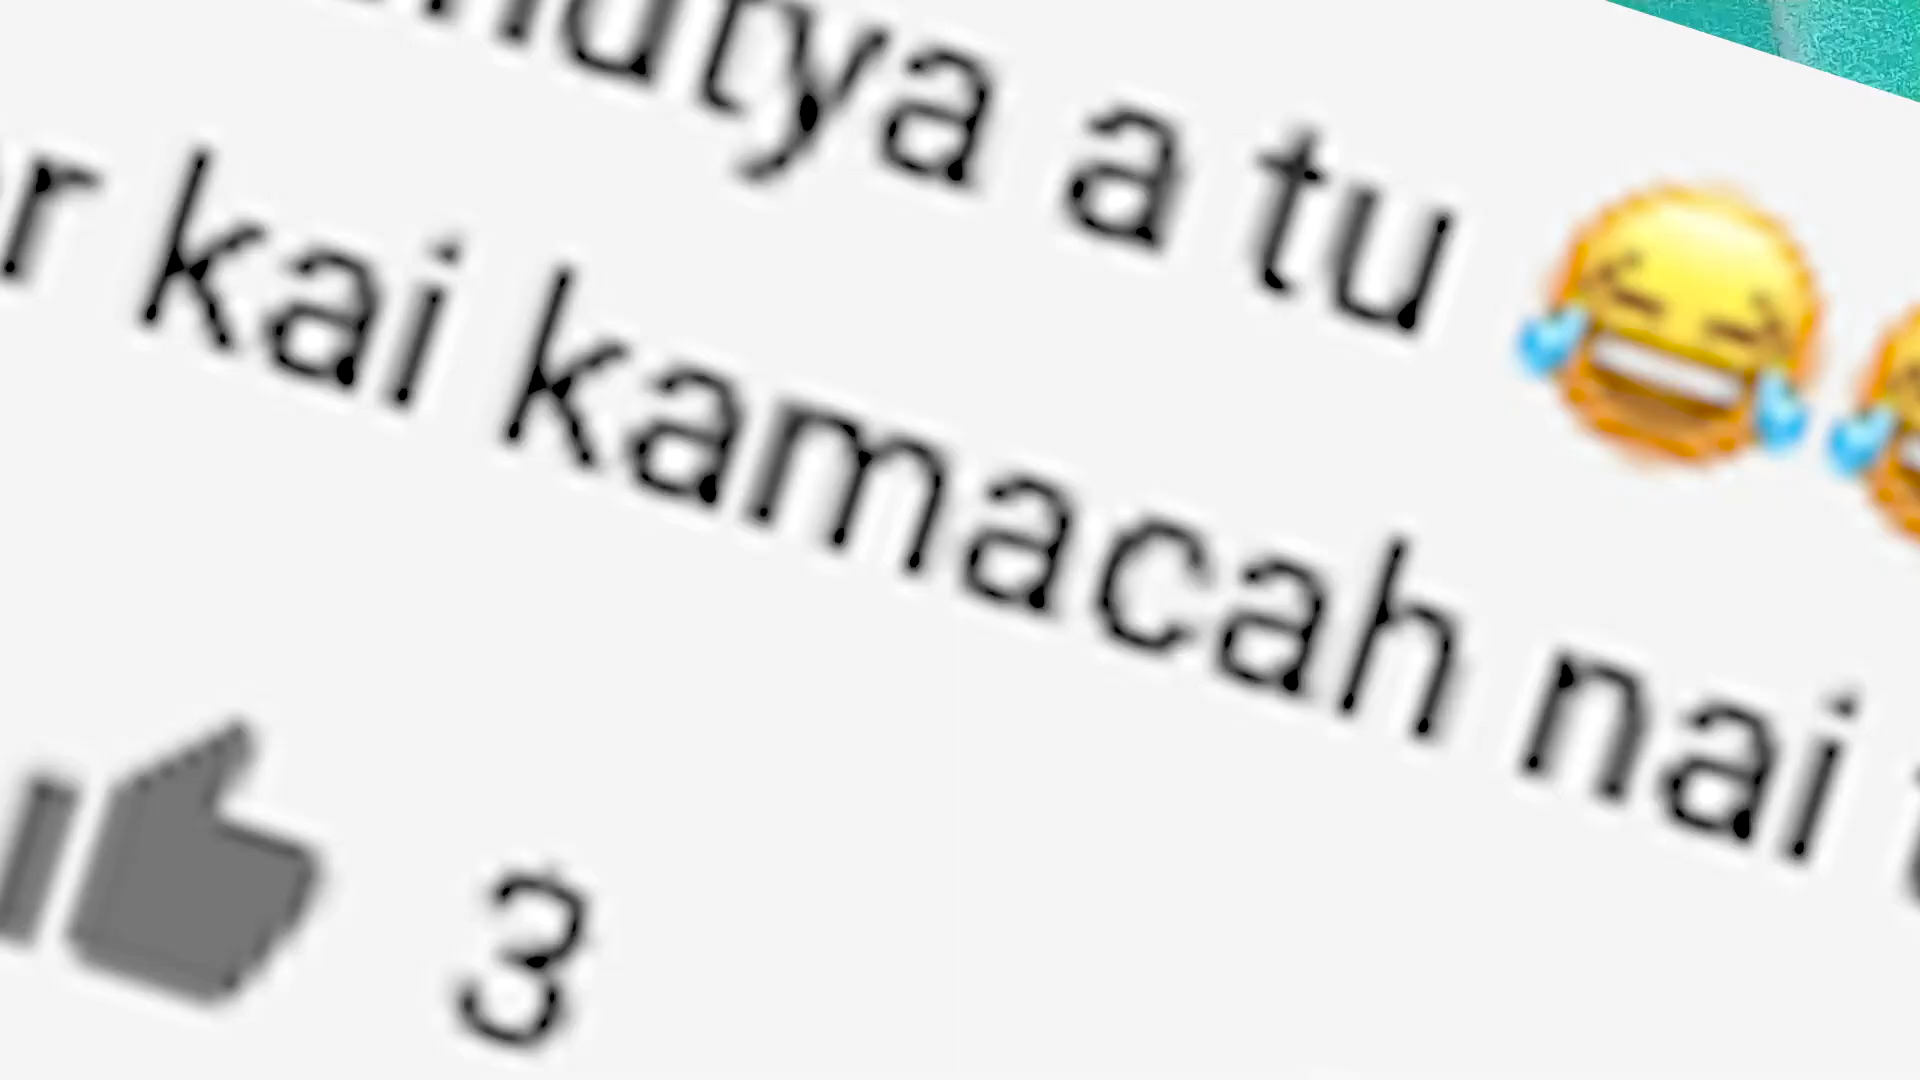 a tu 😂
kai kamacah nai
3